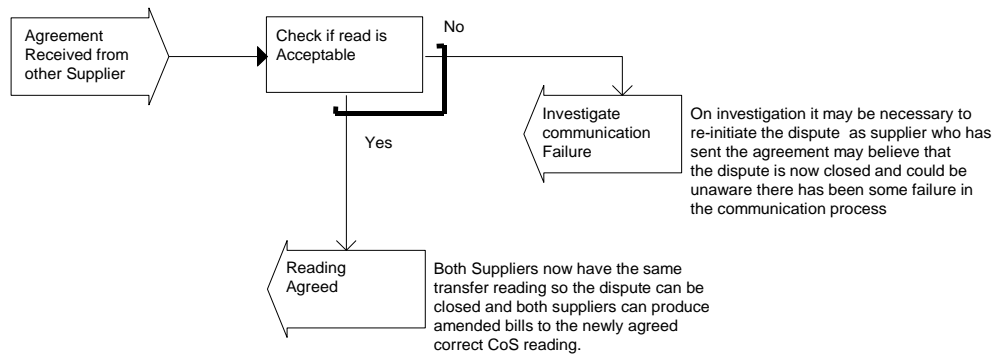 Agreement
Received from
other Supplier
Check if read is
Acceptable
No
Yes
Investigate
communication
Failure
On investigation it may be necessary to
re-initiate the dispute as supplier who has
sent the agreement may believe that
the dispute is now closed and could be
unaware there has been some failure in
the communication process
Reading
Agreed
Both Suppliers now have the same
transfer reading so the dispute can be
closed and both suppliers can produce
amended bills to the newly agreed
correct CoS reading.